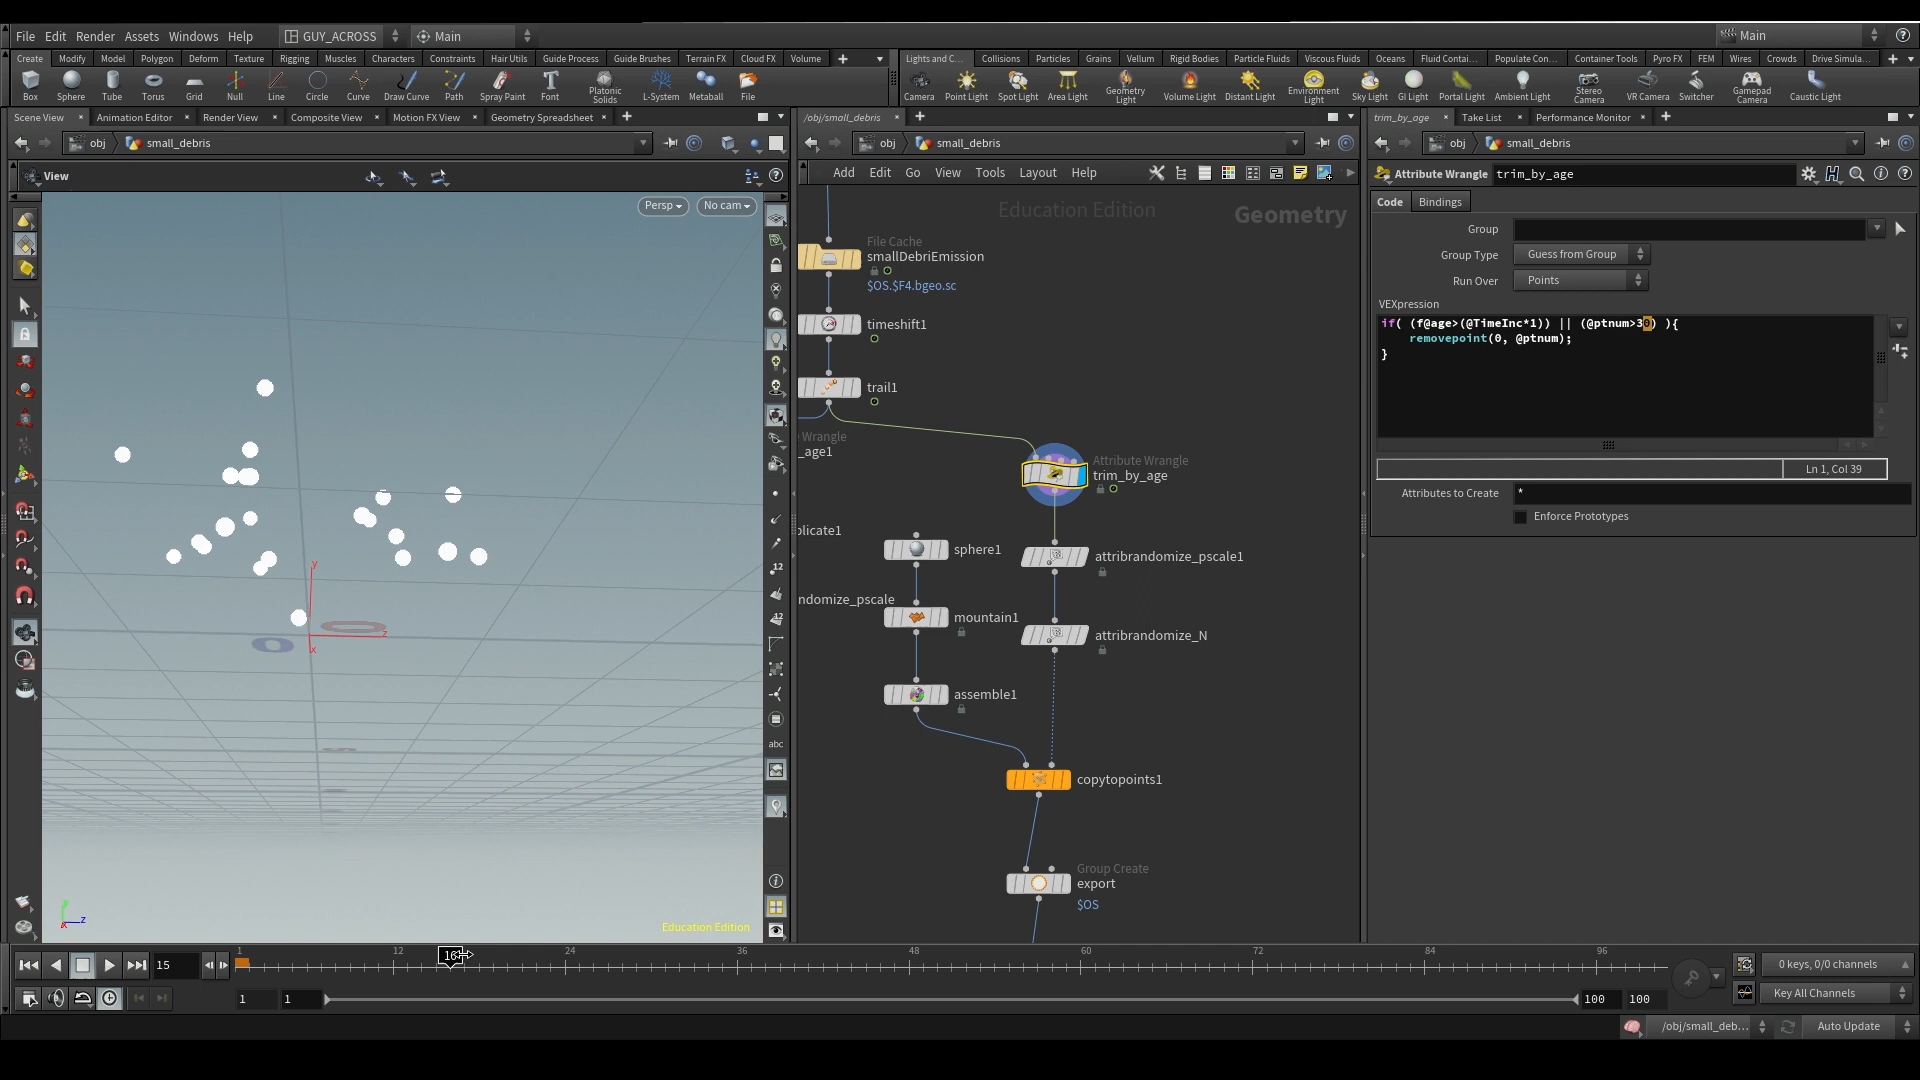 File Edit Render Assets Windows Help GUY_ACROSS Main Main
Create Modify Model Polygon Deform Texture Rigging Muscles Characters Constraints Hair Utils Guide Process Guide Brushes Terrain FX Cloud FX Volume
Lights and C... Collisions Particles Grains Vellum Rigid Bodies Particle Fluids Viscous Fluids Oceans Fluid Contai... Populate Con... Container Tools Pyro FX FEM Wires Crowds Drive Simula...
Box Sphere Tube Torus Grid Null Line Circle Curve Draw Curve Path Spray Paint Font Platonic Solids L-System Metaball File
Camera Point Light Spot Light Area Light Geometry Light Volume Light Distant Light Environment Light Sky Light GI Light Portal Light Ambient Light Stereo Camera VR Camera Switcher Gamepad Camera Caustic Light
Scene View Animation Editor Render View Composite View Motion FX View Geometry Spreadsheet
/obj/small_debris
trim_by_age Take List Performance Monitor
obj small_debris
obj small_debris
obj small_debris
View
Persp No cam
abc
12
12
y
z
x
z
x
Education Edition
Add Edit Go View Tools Layout Help
Education Edition
Geometry
File Cache
smallDebriEmission
$OS.$F4.bgeo.sc
timeshift1
trail1
Wrangle
_age1
Attribute Wrangle
trim_by_age
plicate1
sphere1
attribrandomize_pscale1
ndomize_pscale
mountain1
attribrandomize_N
assemble1
copytopoints1
Group Create
export
$OS
Attribute Wrangle trim_by_age
Code Bindings
Group
Group Type Guess from Group
Run Over Points
VEXpression
if( (f@age>(@TimeInc*1)) || (@ptnum>30) ){
removepoint(0, @ptnum);
}
Ln 1, Col 39
Attributes to Create *
Enforce Prototypes
15
1 12 16 24 36 48 60 72 84 96
1 1 100 100
0 keys, 0/0 channels
Key All Channels
/obj/small_deb...
Auto Update